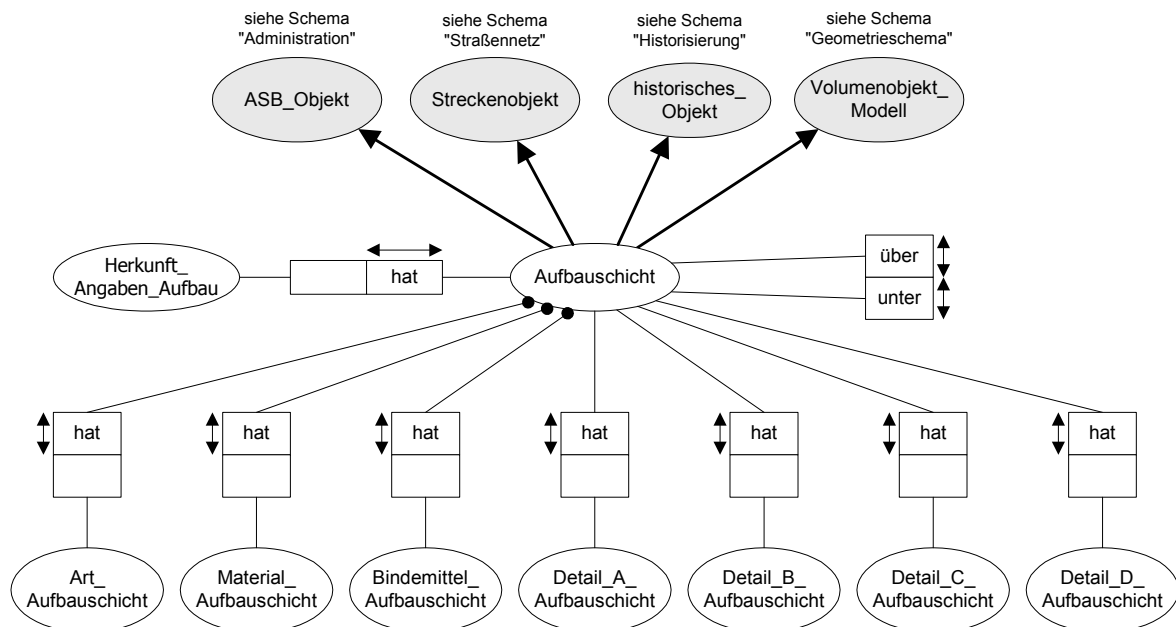 siehe Schema
"Administration"
siehe Schema
"Straßennetz"
siehe Schema
"Historisierung"
siehe Schema
"Geometrieschema"
ASB_Objekt
Streckenobjekt
historisches_
Objekt
Volumenobjekt_
Modell
Herkunft_
Angaben_Aufbau
hat
Aufbauschicht
über
unter
hat
hat
hat
hat
hat
hat
hat
Art_
Aufbauschicht
Material_
Aufbauschicht
Bindemittel_
Aufbauschicht
Detail_A_
Aufbauschicht
Detail_B_
Aufbauschicht
Detail_C_
Aufbauschicht
Detail_D_
Aufbauschicht